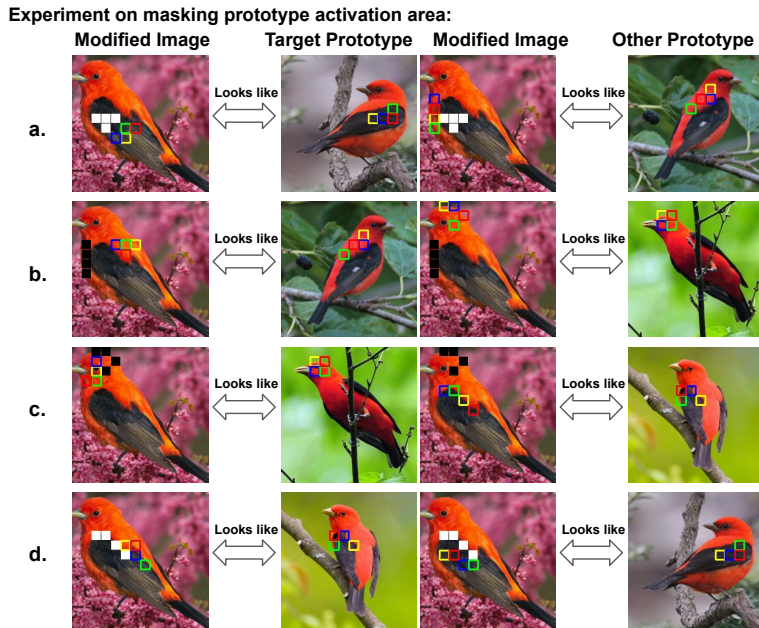 Experiment on masking prototype activation area:
Modified Image Target Prototype Modified Image Other Prototype
a. Looks like Looks like
b. Looks like Looks like
c. Looks like Looks like
d. Looks like Looks like